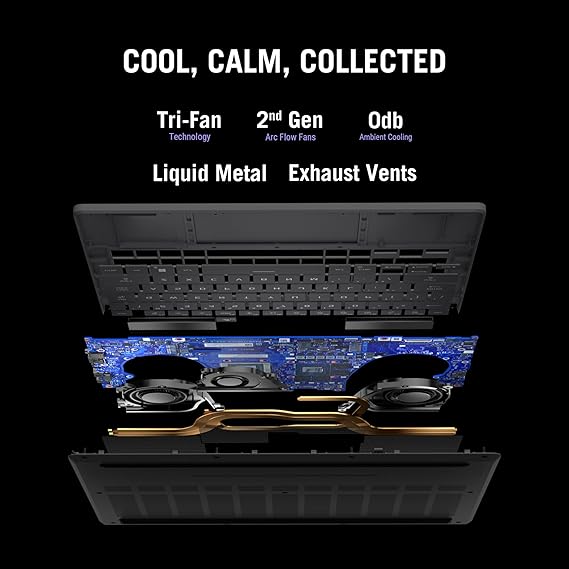 COOL, CALM, COLLECTED
Tri-Fan 2nd Gen 0db
Technology Arc Flow Fans Ambient Cooling
Liquid Metal Exhaust Vents